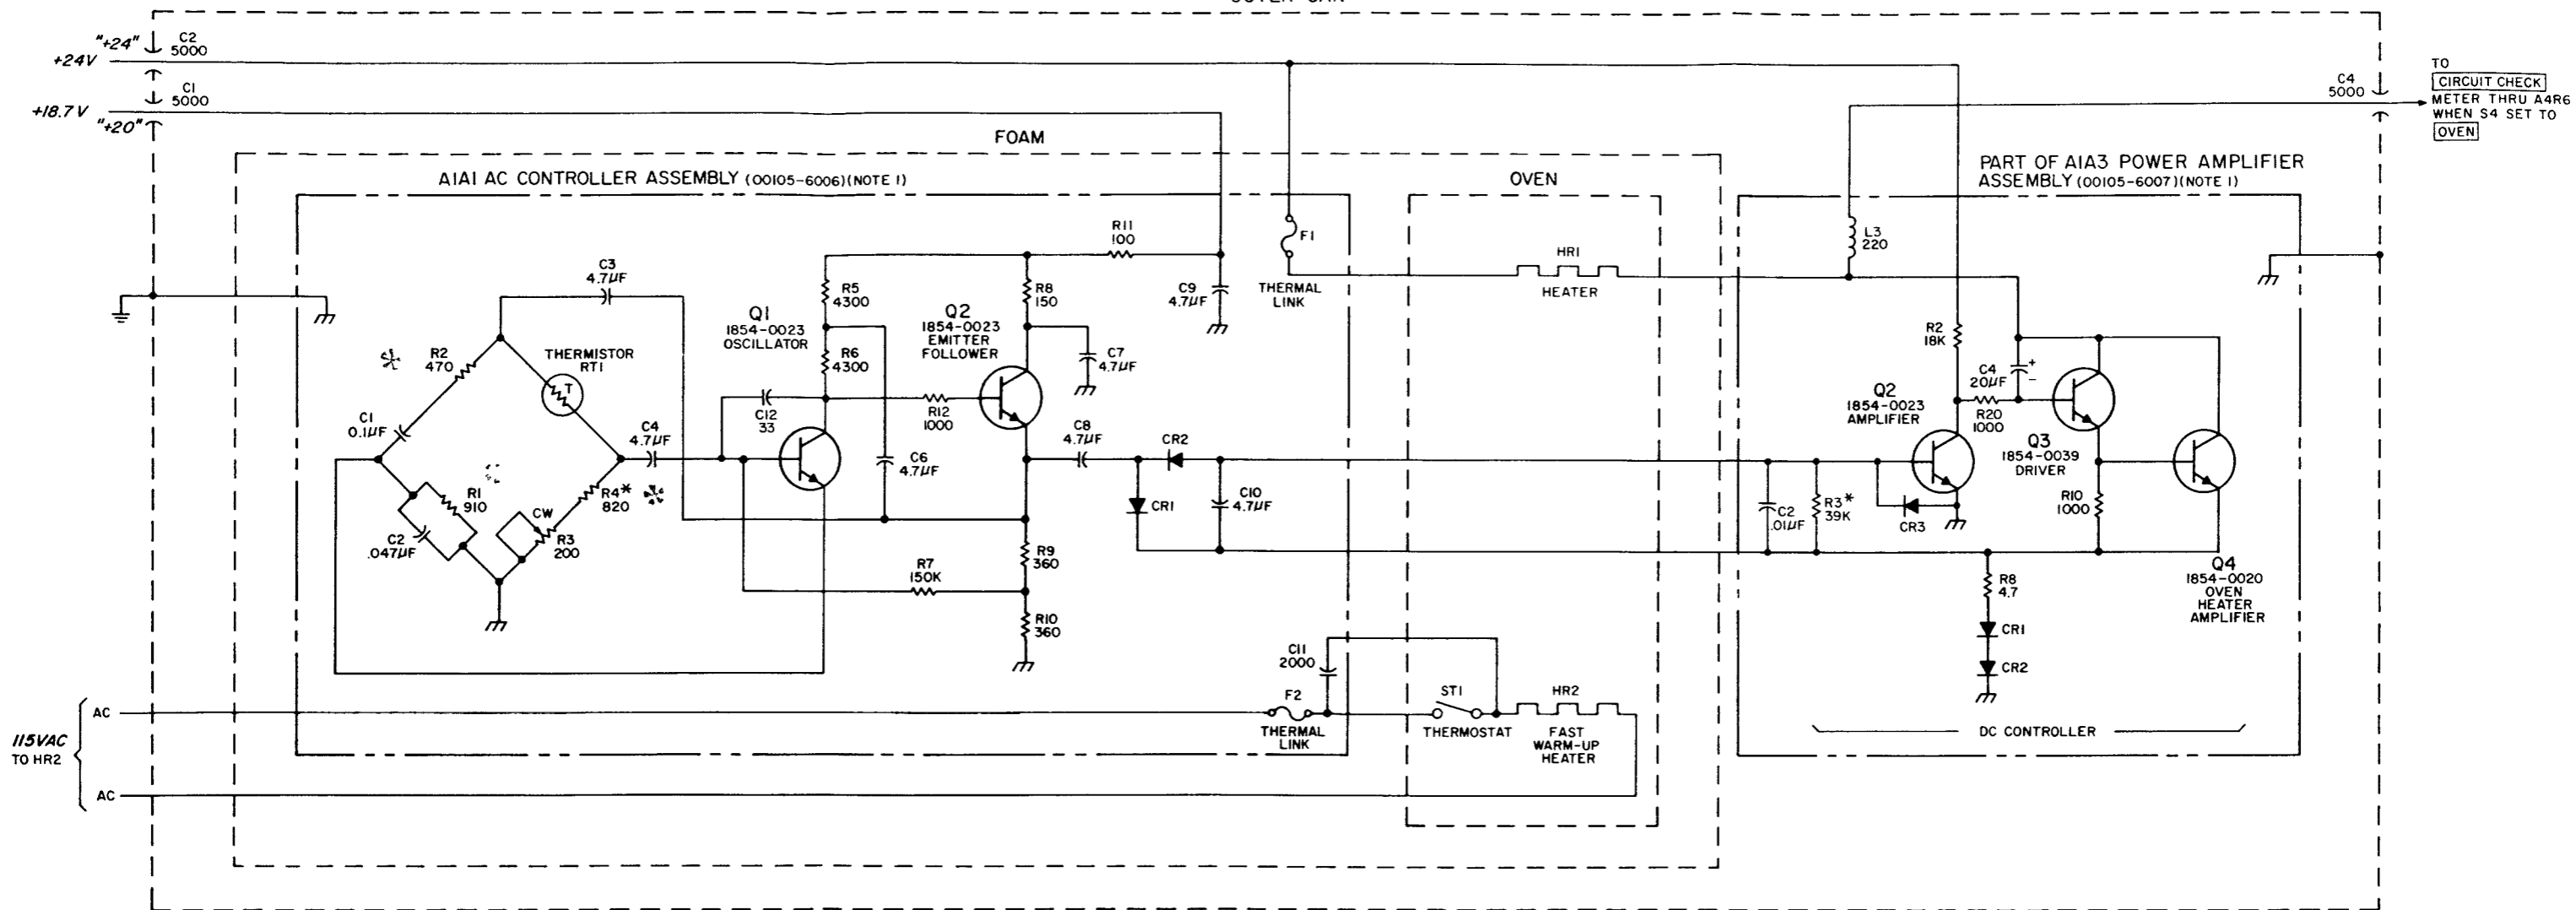 "+24"
C2
5000
+24V
C1
5000
+18.7V
"+20"
C4
5000
TO
CIRCUIT CHECK
METER THRU A4R6
WHEN S4 SET TO
OVEN
FOAM
A1A1 AC CONTROLLER ASSEMBLY (00105-6006)(NOTE 1)
OVEN
PART OF A1A3 POWER AMPLIFIER
ASSEMBLY (00105-6007)(NOTE 1)
C3
4.7µF
R2
470
THERMISTOR
RT1
T
C1
0.1µF
R1
910
C2
.047µF
CW
R3
200
R4*
820
C4
4.7µF
Q1
1854-0023
OSCILLATOR
R5
4300
R6
4300
C12
33
C6
4.7µF
R7
150K
Q2
1854-0023
EMITTER
FOLLOWER
R12
1000
R8
150
C7
4.7µF
R11
100
C9
4.7µF
C8
4.7µF
CR2
CR1
C10
4.7µF
R9
360
R10
360
F1
THERMAL
LINK
HR1
HEATER
L3
220
R2
18K
C4
20µF
+
-
Q2
1854-0023
AMPLIFIER
R20
1000
Q3
1854-0039
DRIVER
C2
.01µF
R3*
39K
CR3
R10
1000
Q4
1854-0020
OVEN
HEATER
AMPLIFIER
R8
4.7
CR1
CR2
DC CONTROLLER
C11
2000
F2
THERMAL
LINK
ST1
THERMOSTAT
HR2
FAST
WARM-UP
HEATER
AC
115VAC
TO HR2
AC